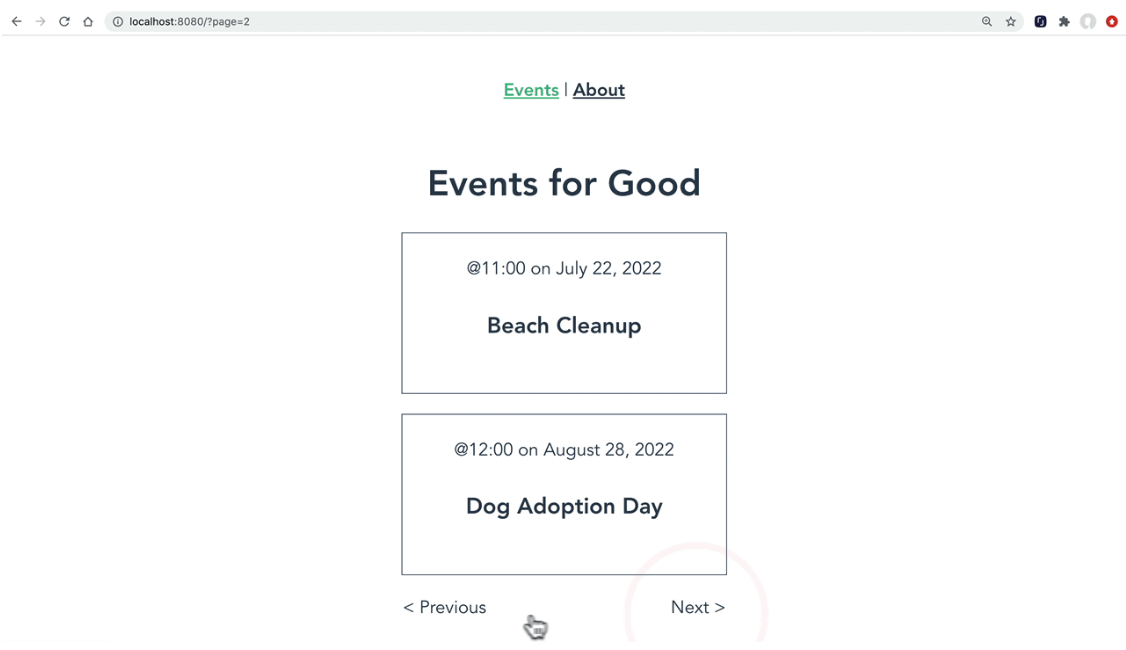 localhost:8080/?page=2
Events | About
Events for Good
@11:00 on July 22, 2022
Beach Cleanup
@12:00 on August 28, 2022
Dog Adoption Day
< Previous Next >